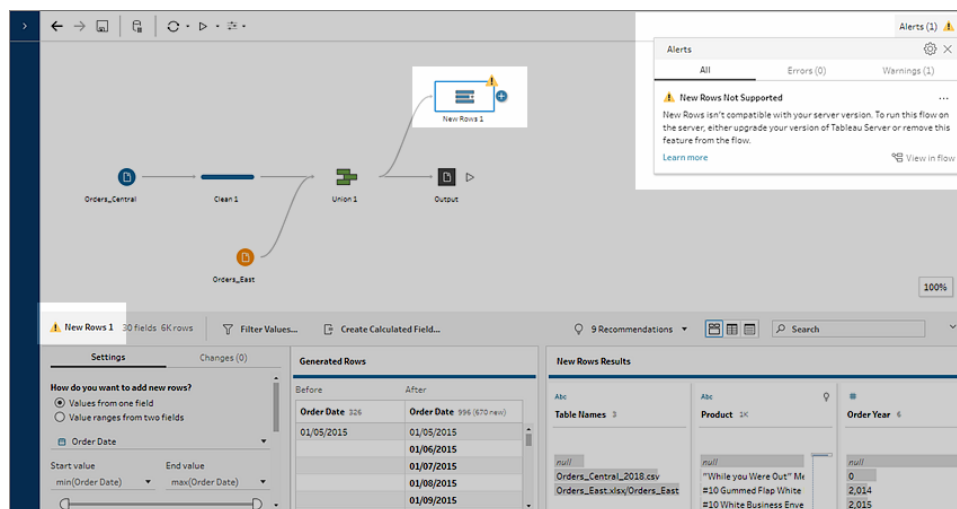 Alerts (1)
Alerts
All
Errors (0)
Warnings (1)
New Rows Not Supported
New Rows isn't compatible with your server version. To run this flow on
the server, either upgrade your version of Tableau Server or remove this
feature from the flow.
Learn more
View in flow
New Rows 1
Orders_Central
Clean 1
Union 1
Output
Orders_East
100%
New Rows 1
30 fields
6K rows
Filter Values...
Create Calculated Field...
9 Recommendations
Search
Settings
Changes (0)
How do you want to add new rows?
Values from one field
Value ranges from two fields
Order Date
Start value
End value
min(Order Date)
max(Order Date)
Generated Rows
Before
After
Order Date 326
Order Date 996 (670 new)
01/05/2015
01/05/2015
01/06/2015
01/07/2015
01/08/2015
01/09/2015
New Rows Results
Abc
Table Names 3
null
Orders_Central_2018.csv
Orders_East.xlsx/Orders_East
Abc
Product 2K
null
"While you Were Out" Me
#10 Gummed Flap White
#10 White Business Enve
#
Order Year 6
null
0
2,014
2,015